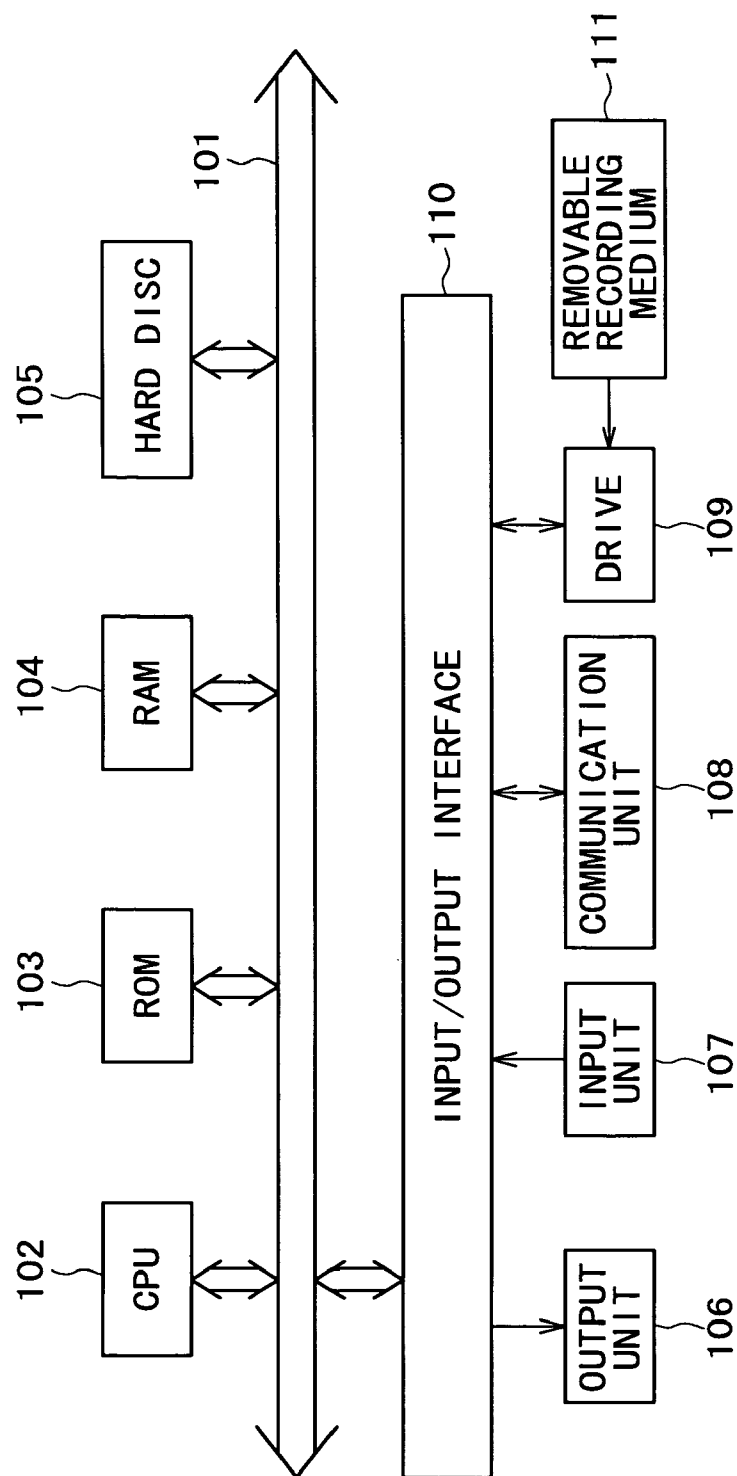 102
CPU
103
ROM
104
RAM
105
HARD DISC
101
110
INPUT/OUTPUT INTERFACE
OUTPUT
UNIT
106
INPUT
UNIT
107
COMMUNICATION
UNIT
108
DRIVE
109
REMOVABLE
RECORDING
MEDIUM
111